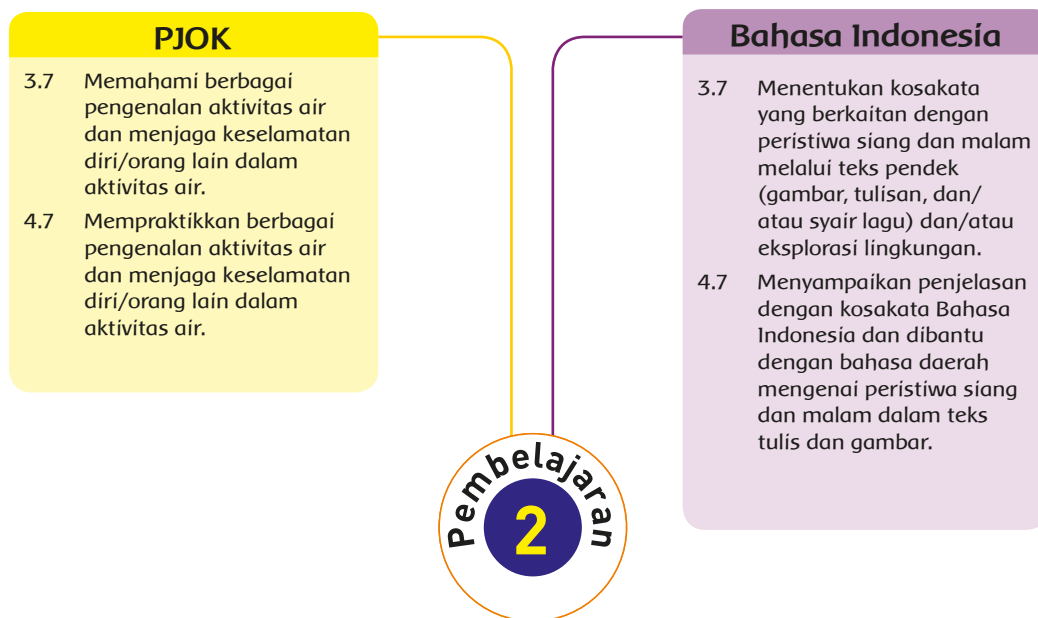 PJOK
3.7 Memahami berbagai
pengenalan aktivitas air
dan menjaga keselamatan
diri/orang lain dalam
aktivitas air.
4.7 Mempraktikkan berbagai
pengenalan aktivitas air
dan menjaga keselamatan
diri/orang lain dalam
aktivitas air.
Bahasa Indonesia
3.7 Menentukan kosakata
yang berkaitan dengan
peristiwa siang dan malam
melalui teks pendek
(gambar, tulisan, dan/
atau syair lagu) dan/atau
eksplorasi lingkungan.
4.7 Menyampaikan penjelasan
dengan kosakata Bahasa
Indonesia dan dibantu
dengan bahasa daerah
mengenai peristiwa siang
dan malam dalam teks
tulis dan gambar.
Pembelajaran
2